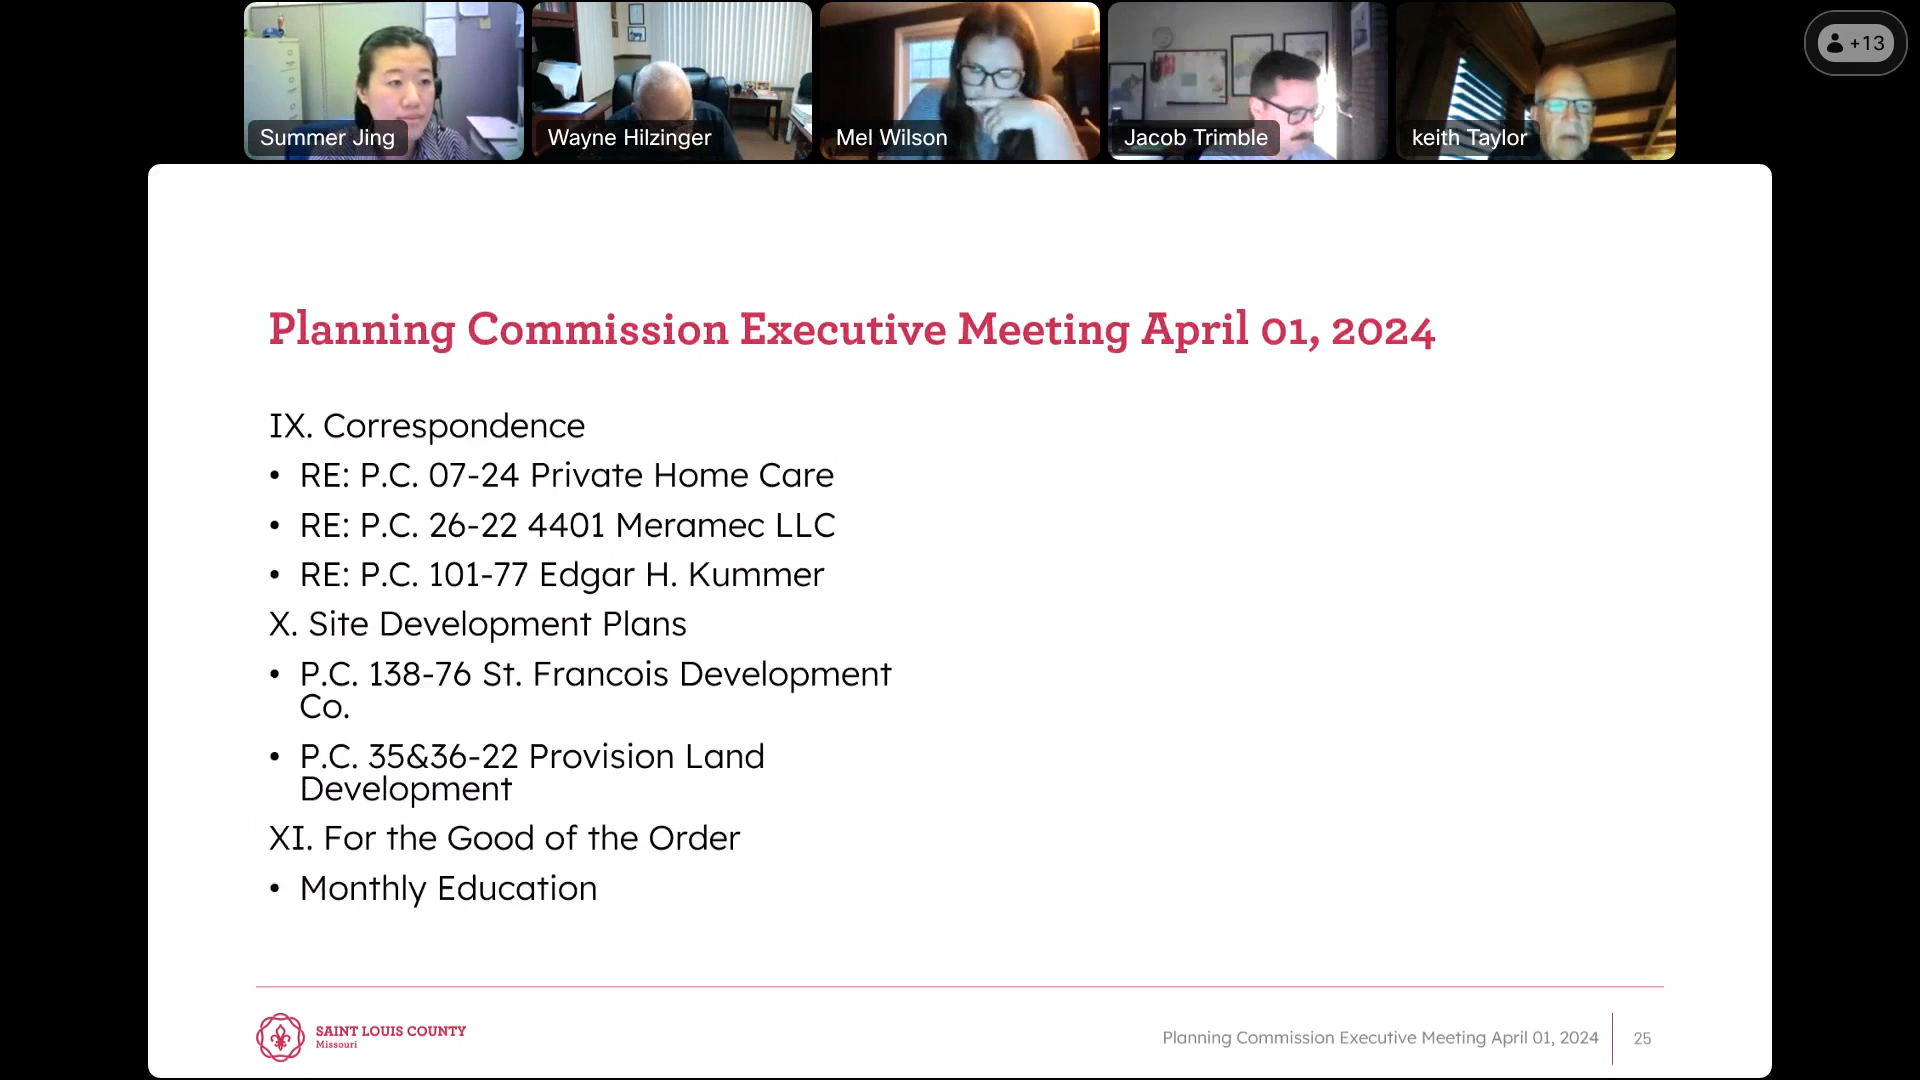 +13
Summer Jing
Wayne Hilzinger
Mel Wilson
Jacob Trimble
keith Taylor
Planning Commission Executive Meeting April 01, 2024
IX. Correspondence
• RE: P.C. 07-24 Private Home Care
• RE: P.C. 26-22 4401 Meramec LLC
• RE: P.C. 101-77 Edgar H. Kummer
X. Site Development Plans
• P.C. 138-76 St. Francois Development
Co.
• P.C. 35&36-22 Provision Land
Development
XI. For the Good of the Order
• Monthly Education
SAINT LOUIS COUNTY
Missouri
Planning Commission Executive Meeting April 01, 2024
25